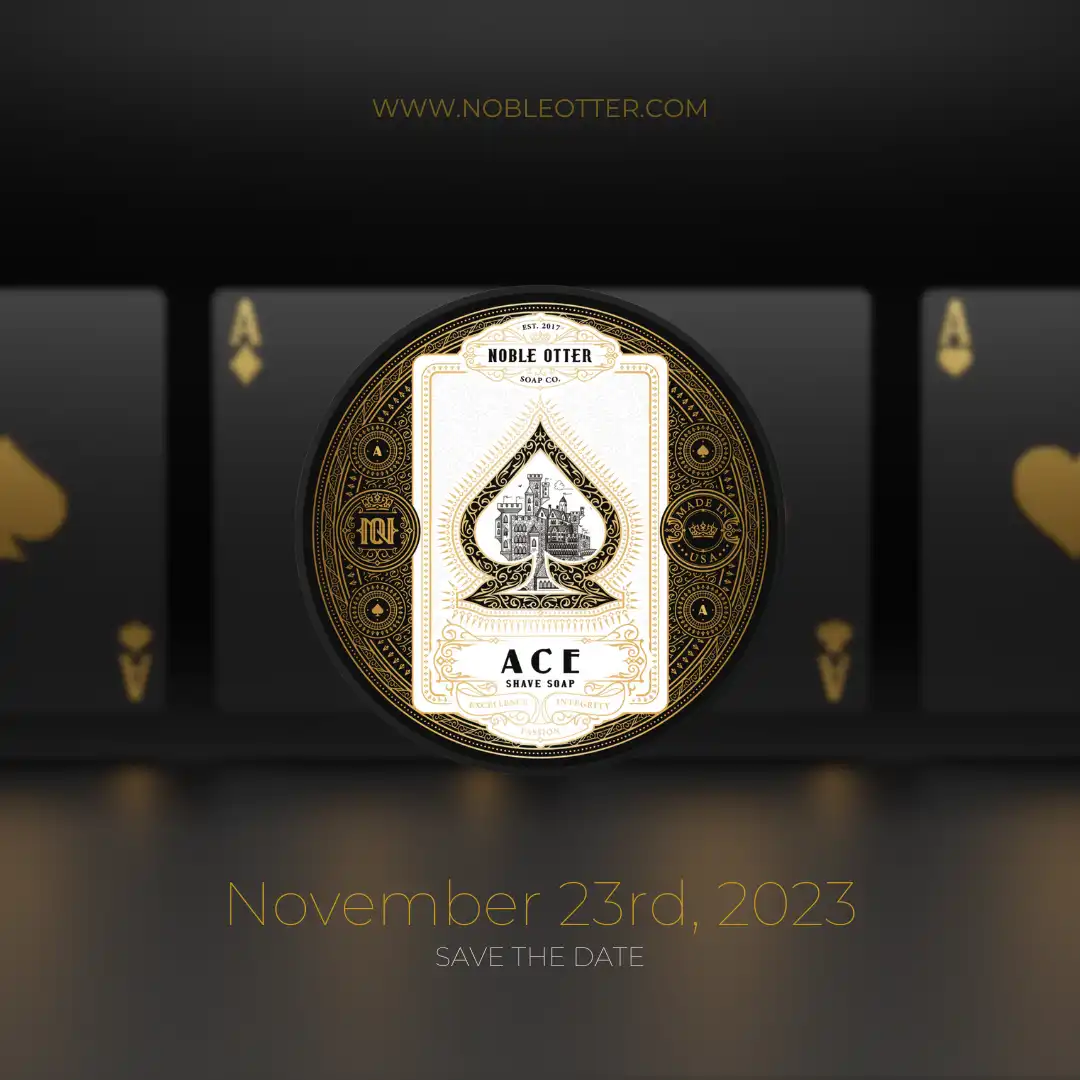 WWW.NOBLEOTTER.COM
A
A
EST. 2017
NOBLE OTTER
SOAP CO.
A
NO
MADE IN
USA
A
ACE
SHAVE SOAP
EXCELLENCE INTEGRITY
PASSION
A
A
November 23rd, 2023
SAVE THE DATE